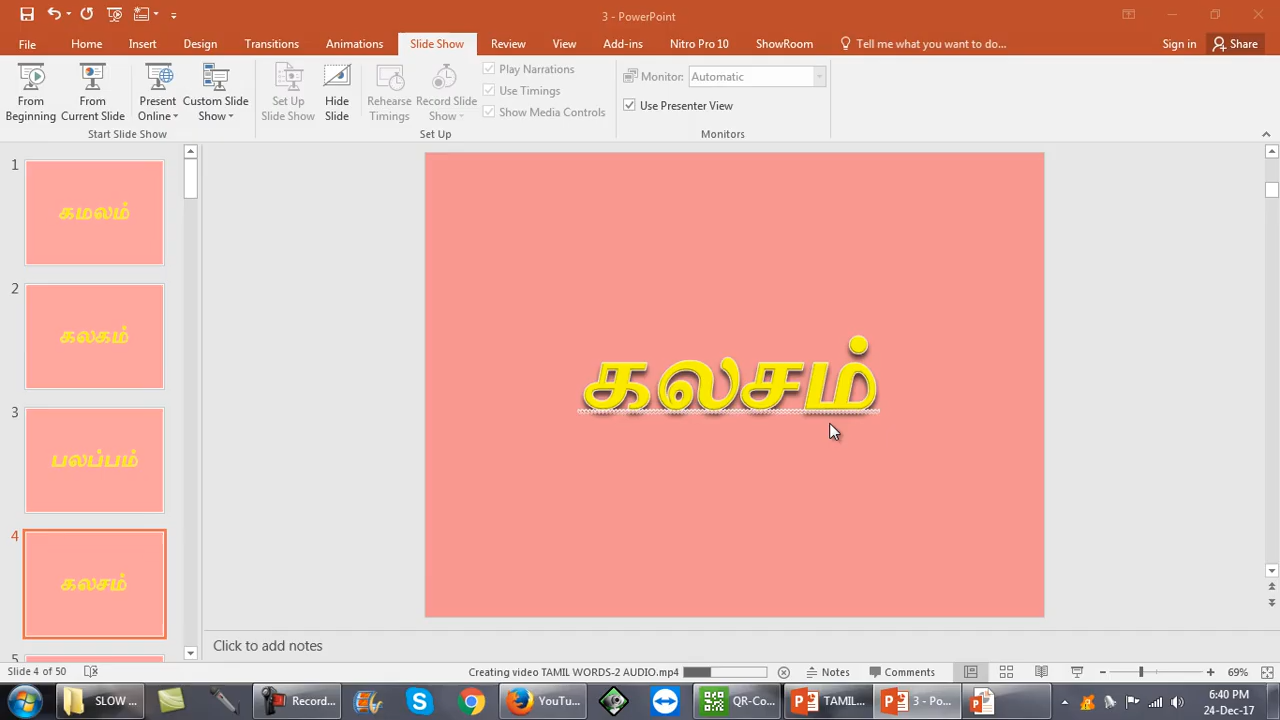 3 - PowerPoint
File Home Insert Design Transitions Animations Slide Show Review View Add-ins Nitro Pro 10 ShowRoom Tell me what you want to do... Sign in Share
From Beginning
From Current Slide
Present Online
Custom Slide Show
Set Up Slide Show
Hide Slide
Rehearse Timings
Record Slide Show
Play Narrations
Use Timings
Show Media Controls
Monitor: Automatic
Use Presenter View
Start Slide Show
Set Up
Monitors
1
கமலம்
2
கலகம்
3
பலப்பம்
4
கலசம்
5
கலசம்
Click to add notes
Slide 4 of 50
Creating video TAMIL WORDS-2 AUDIO.mp4
Notes
Comments
69%
SLOW ...
Record...
YouTu...
QR-Co...
TAMIL...
3 - Po...
6:40 PM
24-Dec-17